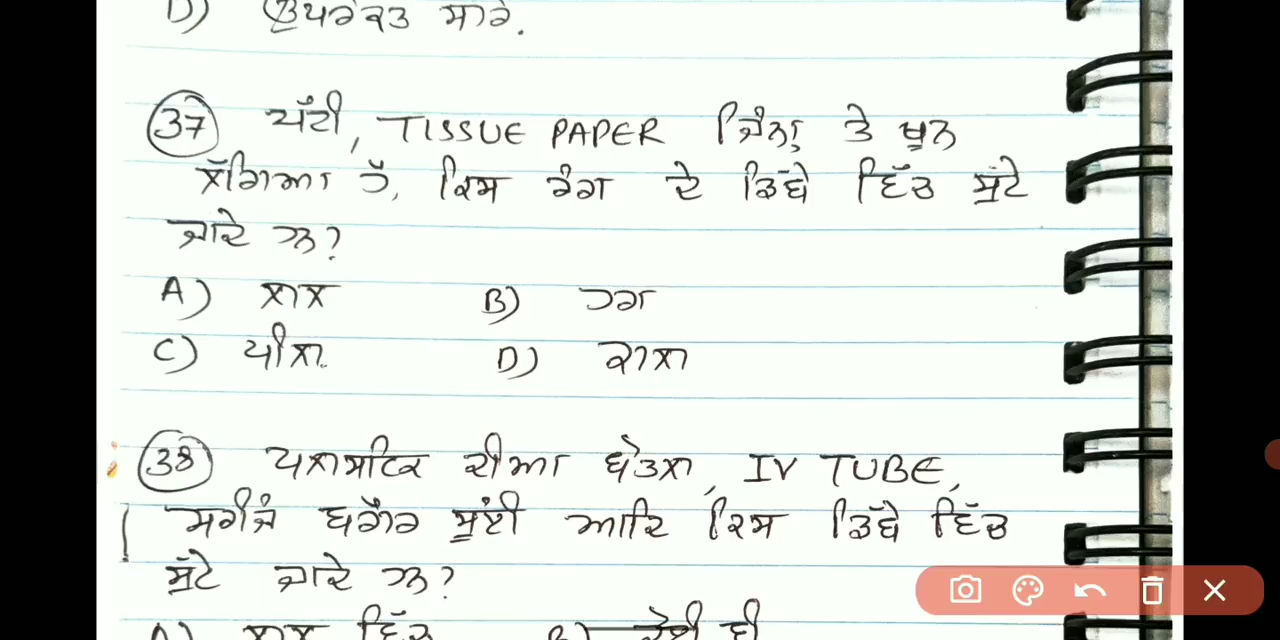 D) ਉਪਰੋਕਤ ਸਾਰੇ.
37 ਪੱਟੀ, TISSUE PAPER ਜਿੰਨ੍ਹਾਂ ਤੇ ਖੂਨ
ਲੱਗਿਆ ਹੋ, ਕਿਸ ਰੰਗ ਦੇ ਡਿੱਬੇ ਵਿੱਚ ਸੁੱਟੇ
ਜਾਂਦੇ ਹਨ?
A) ਲਾਲ B) ਹਰਾ
C) ਪੀਲਾ D) ਕਾਲਾ
38 ਪਲਾਸਟਿਕ ਦੀਆਂ ਬੋਤਲਾਂ, IV TUBE,
ਸਰਿੰਜ ਬਗੈਰ ਸੂਈ ਆਦਿ ਕਿਸ ਡਿੱਬੇ ਵਿੱਚ
ਸੁੱਟੇ ਜਾਂਦੇ ਹਨ?
A) ਲਾਲ ਵਿੱਚ B)